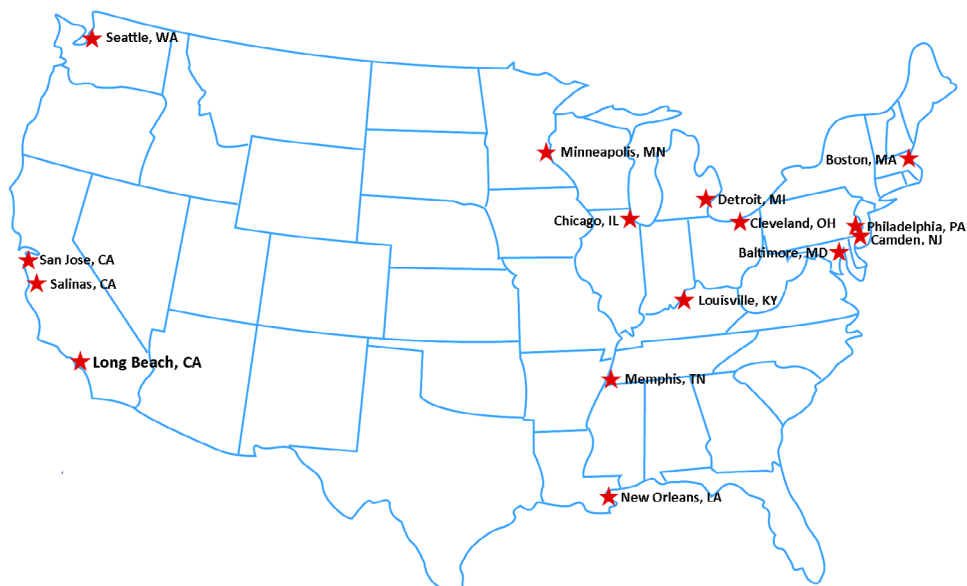 Seattle, WA
Minneapolis, MN
Boston, MA
Detroit, MI
Chicago, IL
Cleveland, OH
Philadelphia, PA
Camden, NJ
Baltimore, MD
San Jose, CA
Salinas, CA
Louisville, KY
Long Beach, CA
Memphis, TN
New Orleans, LA